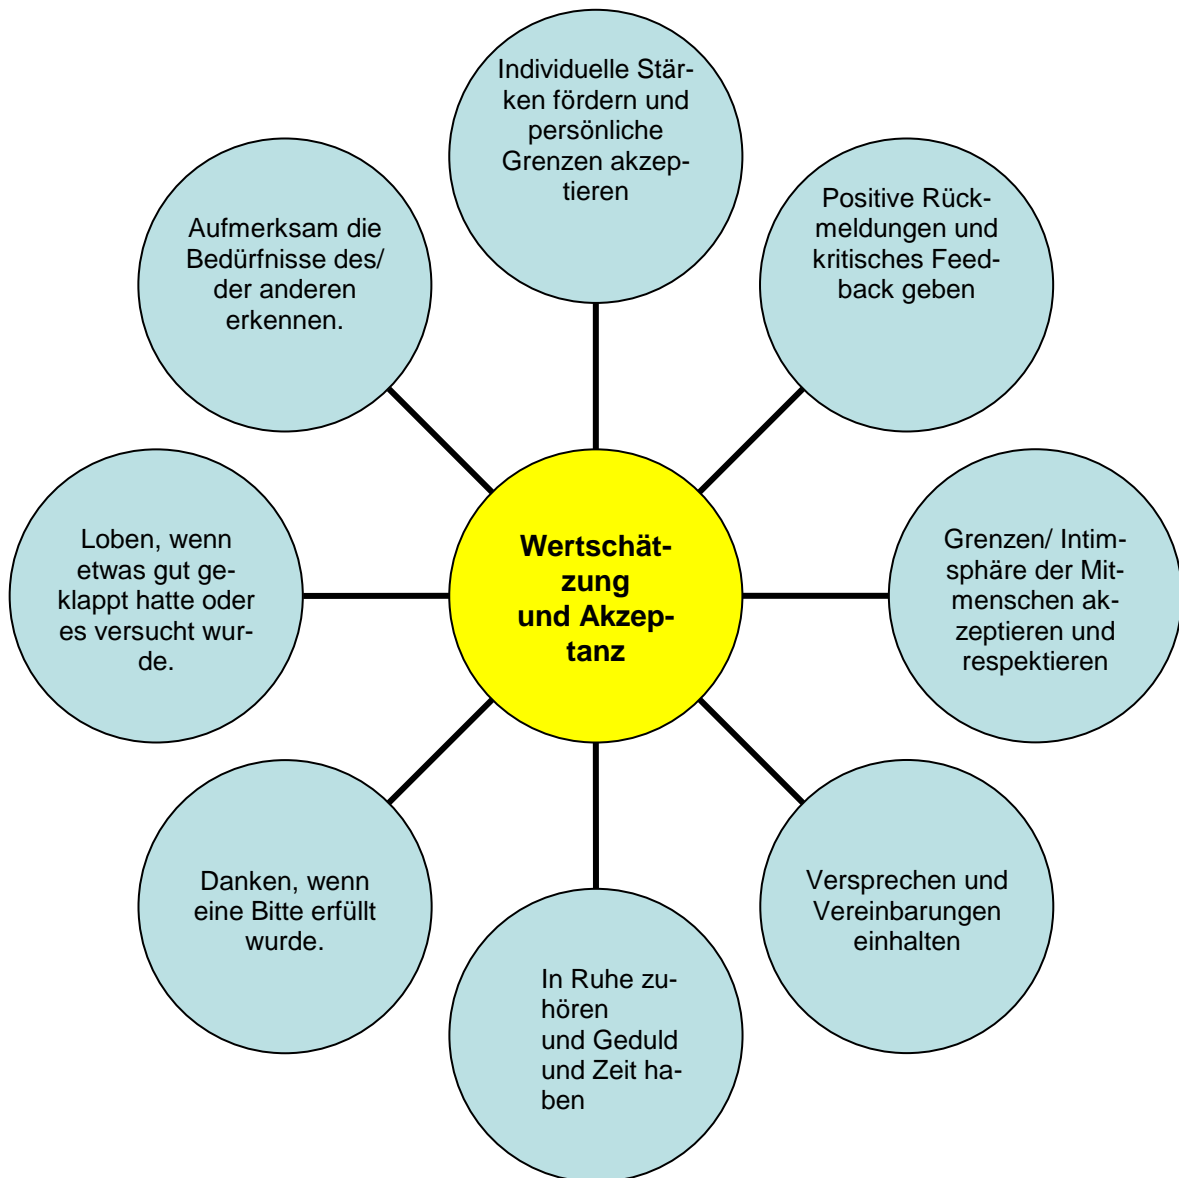 Individuelle Stär-
ken fördern und
persönliche
Grenzen akzep-
tieren
Positive Rück-
meldungen und
kritisches Feed-
back geben
Aufmerksam die
Bedürfnisse des/
der anderen
erkennen.
Loben, wenn
etwas gut ge-
klappt hatte oder
es versucht wur-
de.
Wertschät-
zung
und Akzep-
tanz
Grenzen/ Intim-
sphäre der Mit-
menschen ak-
zeptieren und
respektieren
Danken, wenn
eine Bitte erfüllt
wurde.
Versprechen und
Vereinbarungen
einhalten
In Ruhe zu-
hören
und Geduld
und Zeit ha-
ben